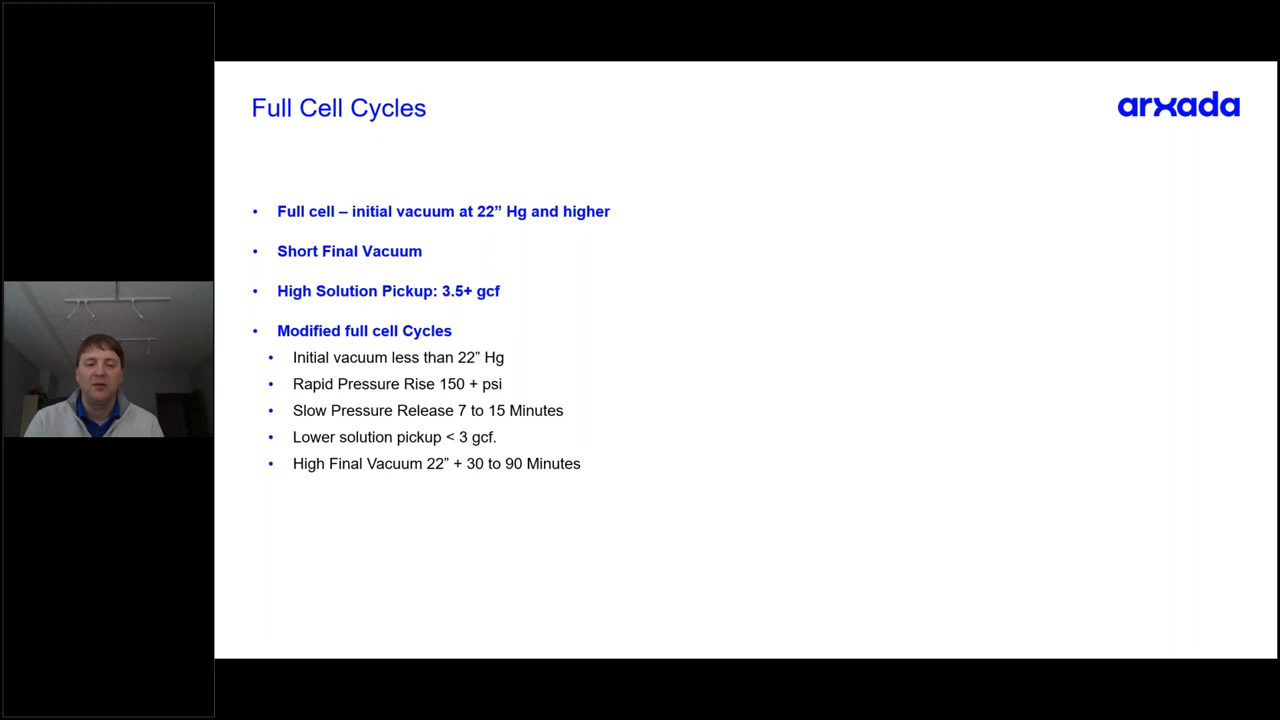 Full Cell Cycles
arxada
• Full cell – initial vacuum at 22” Hg and higher
• Short Final Vacuum
• High Solution Pickup: 3.5+ gcf
• Modified full cell Cycles
• Initial vacuum less than 22” Hg
• Rapid Pressure Rise 150 + psi
• Slow Pressure Release 7 to 15 Minutes
• Lower solution pickup < 3 gcf.
• High Final Vacuum 22” + 30 to 90 Minutes